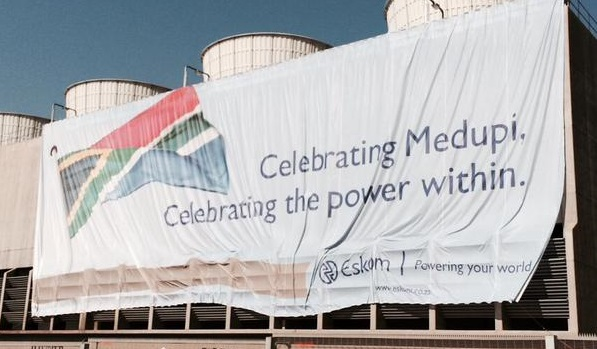 Celebrating Medupi.
Celebrating the power within.
Eskom | Powering your world
www.eskom.co.za